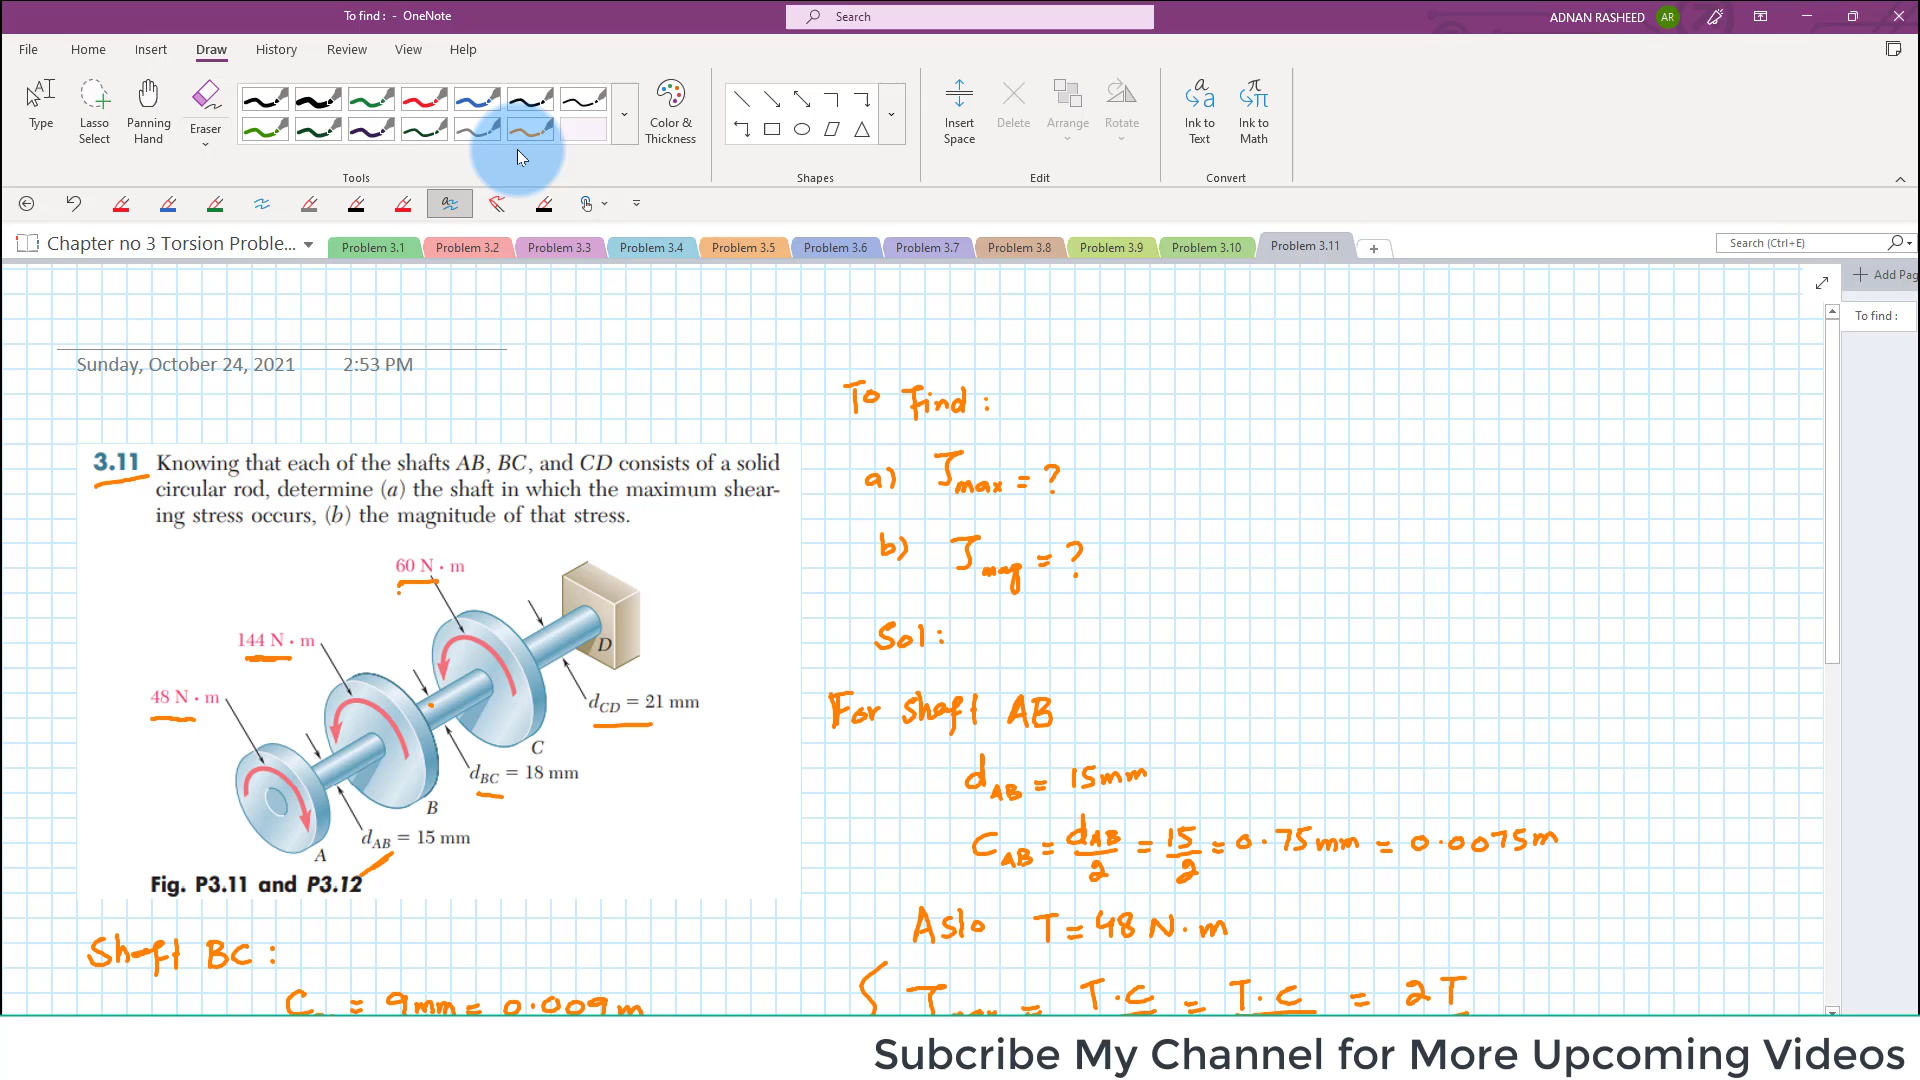 To find : - OneNote
Search
ADNAN RASHEED
AR
File
Home
Insert
Draw
History
Review
View
Help
Type
Lasso Select
Panning Hand
Eraser
Color & Thickness
Insert Space
Delete
Arrange
Rotate
Ink to Text
Ink to Math
Tools
Shapes
Edit
Convert
Chapter no 3 Torsion Proble...
Problem 3.1
Problem 3.2
Problem 3.3
Problem 3.4
Problem 3.5
Problem 3.6
Problem 3.7
Problem 3.8
Problem 3.9
Problem 3.10
Problem 3.11
Search (Ctrl+E)
Add Pag
To find :
Sunday, October 24, 2021 2:53 PM
To Find :
a) τmax = ?
b) τmag = ?
Sol :
3.11 Knowing that each of the shafts AB, BC, and CD consists of a solid
circular rod, determine (a) the shaft in which the maximum shear-
ing stress occurs, (b) the magnitude of that stress.
60 N · m
144 N · m
48 N · m
D
dCD = 21 mm
C
dBC = 18 mm
B
dAB = 15 mm
A
Fig. P3.11 and P3.12
For shaft AB
dAB = 15mm
CAB = dAB/2 = 15/2 = 0.75mm = 0.0075m
Aslo T = 48 N.m
Shaft BC :
C = 9mm = 0.009m
τmax = T.C = T.C = 2T
Subcribe My Channel for More Upcoming Videos